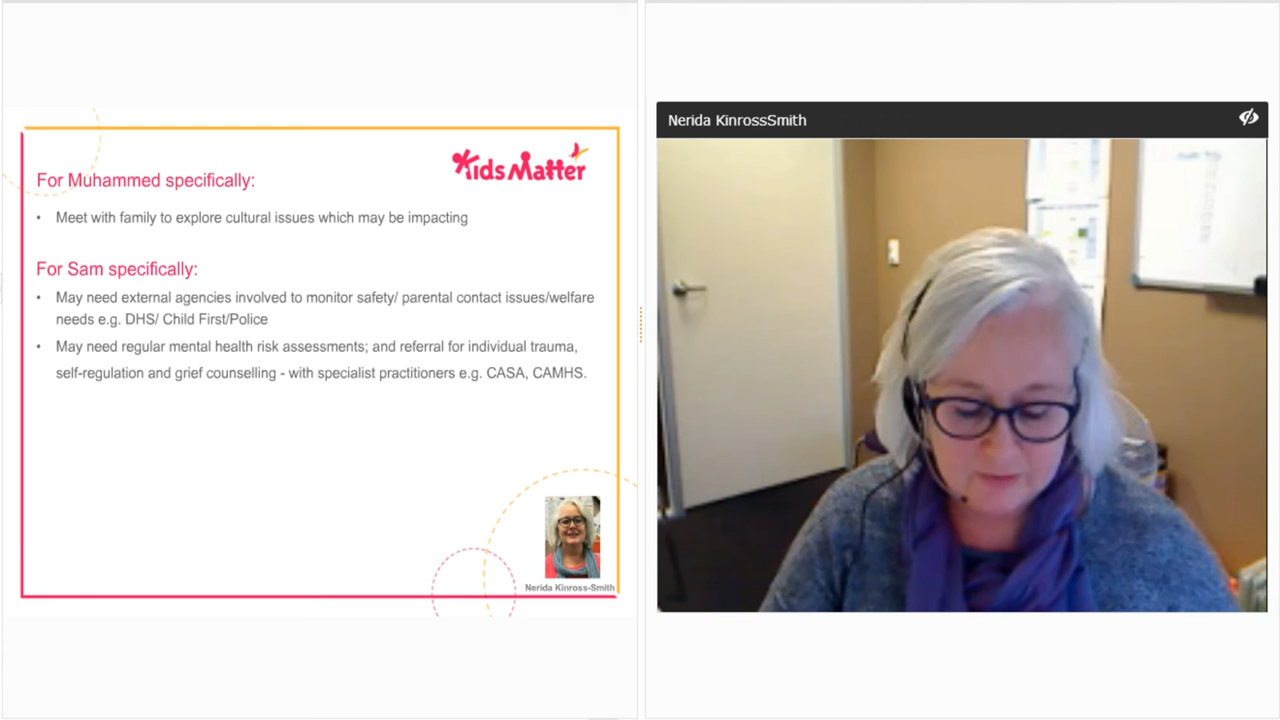 KidsMatter
For Muhammed specifically:
• Meet with family to explore cultural issues which may be impacting
For Sam specifically:
• May need external agencies involved to monitor safety/ parental contact issues/welfare
needs e.g. DHS/ Child First/Police
• May need regular mental health risk assessments; and referral for individual trauma,
self-regulation and grief counselling - with specialist practitioners e.g. CASA, CAMHS.
Nerida Kinross-Smith
Nerida KinrossSmith